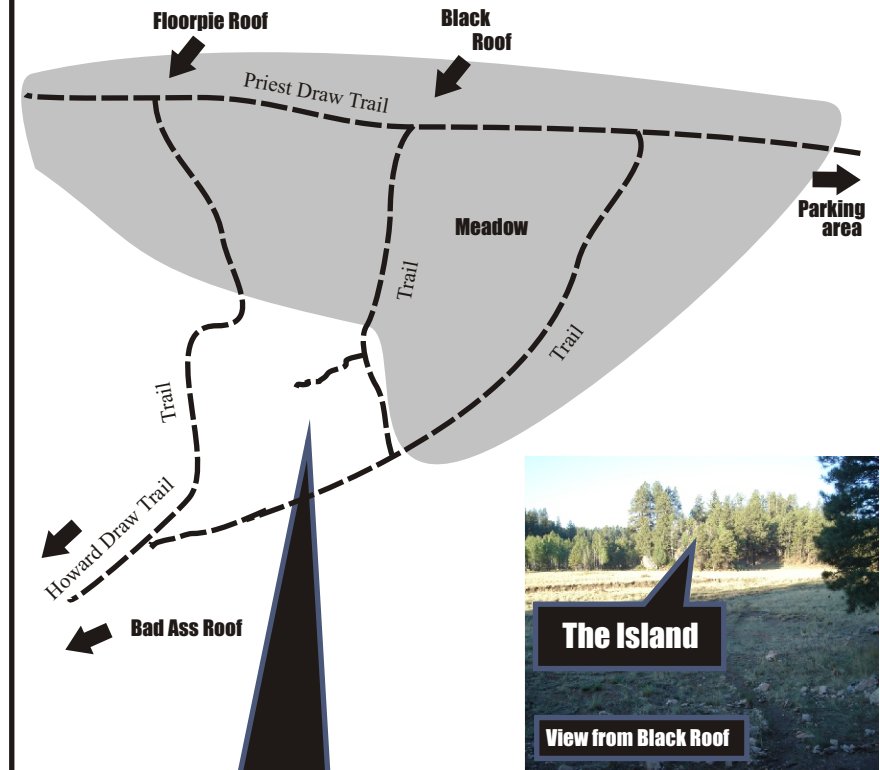 Floorpie Roof
Black
Roof
Priest Draw Trail
Parking
area
Meadow
Trail
Trail
Trail
Howard Draw Trail
Bad Ass Roof
The Island
View from Black Roof